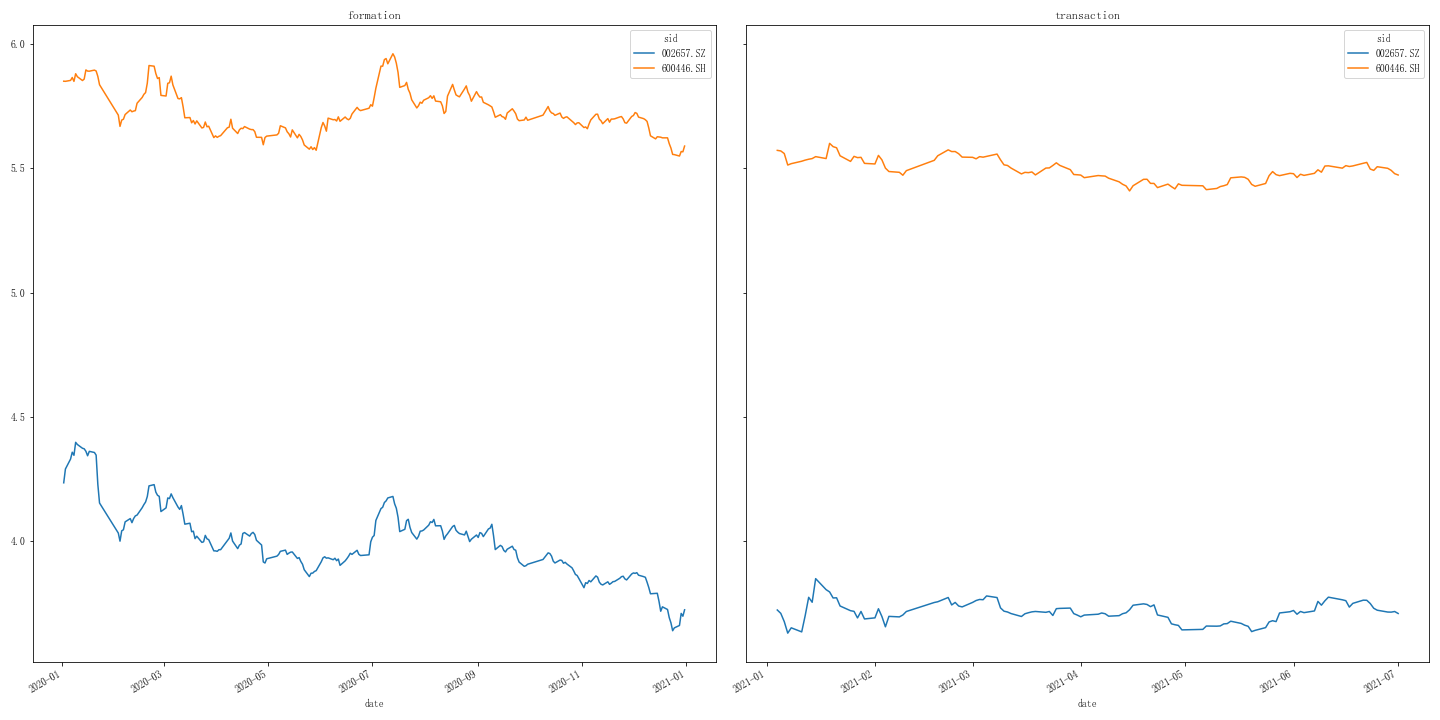 formation
transaction
sid
002657.SZ
600446.SH
sid
002657.SZ
600446.SH
6.0
5.5
5.0
4.5
4.0
2020-01
2020-03
2020-05
2020-07
2020-09
2020-11
2021-01
2021-01
2021-02
2021-03
2021-04
2021-05
2021-06
2021-07
date
date